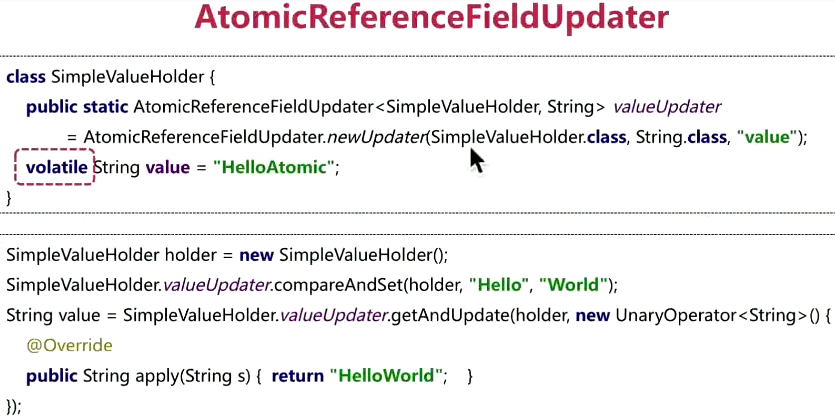 AtomicReferenceFieldUpdater
class SimpleValueHolder {
public static AtomicReferenceFieldUpdater<SimpleValueHolder, String> valueUpdater
= AtomicReferenceFieldUpdater.newUpdater(SimpleValueHolder.class, String.class, "value");
volatile String value = "HelloAtomic";
}
SimpleValueHolder holder = new SimpleValueHolder();
SimpleValueHolder.valueUpdater.compareAndSet(holder, "Hello", "World");
String value = SimpleValueHolder.valueUpdater.getAndUpdate(holder, new UnaryOperator<String>() {
@Override
public String apply(String s) { return "HelloWorld"; }
});